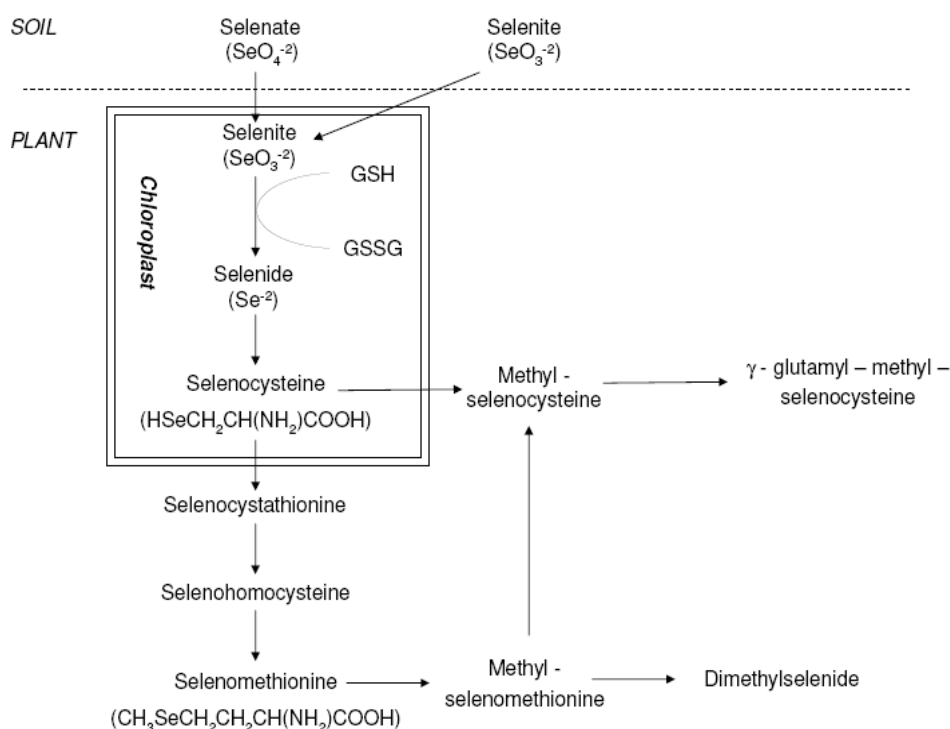 SOIL
Selenate
(SeO₄⁻²)
Selenite
(SeO₃⁻²)
PLANT
Selenite
(SeO₃⁻²)
GSH
Chloroplast
GSSG
Selenide
(Se⁻²)
Selenocysteine
(HSeCH₂CH(NH₂)COOH)
Methyl -
selenocysteine
γ - glutamyl – methyl –
selenocysteine
Selenocystathionine
Selenohomocysteine
Selenomethionine
(CH₃SeCH₂CH₂CH(NH₂)COOH)
Methyl -
selenomethionine
Dimethylselenide